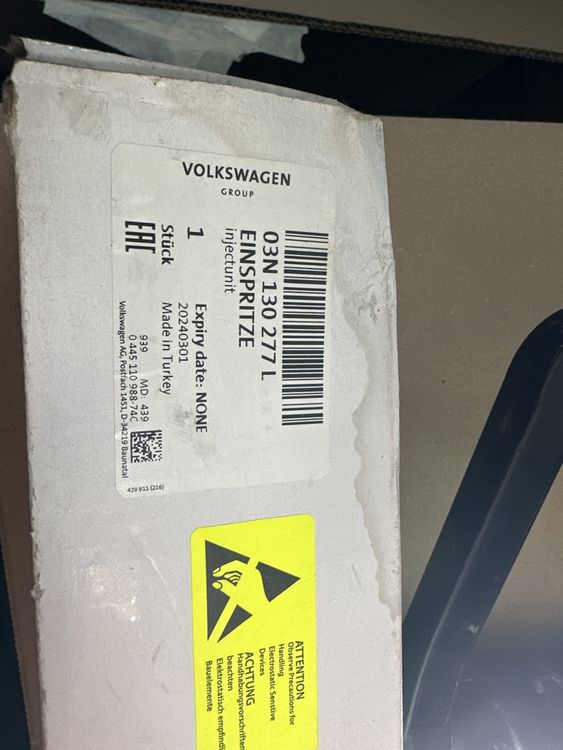 VOLKSWAGEN
GROUP
03N 130 277 L
EINSPRITZE
injectunit
1
Expiry date: NONE
20240301
Stück
Made in Turkey
EAC
939 MD: 439
0 445 110 988-74C
Volkswagen AG, Postfach 1451, D-34219 Baunatal
429 911 (216)
ATTENTION
Observe Precautions for
Handling
Electrostatic Senstive
Devices
ACHTUNG
Handhabungsvorschriften
beachten
Elektrostatisch
Bauelemente